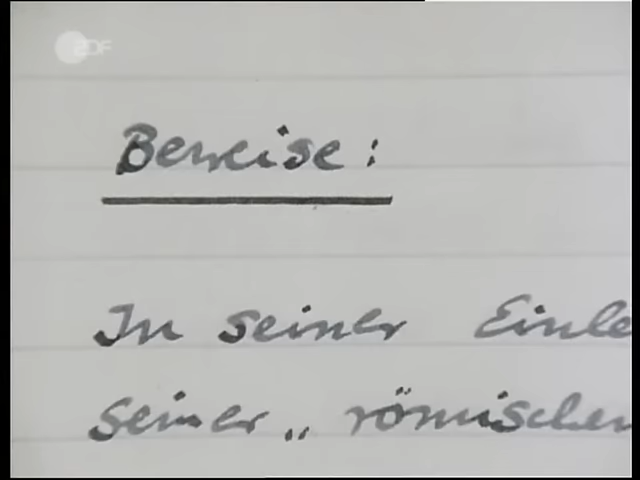 ZDF
Beweise:
In seiner Einle
seiner „römischen